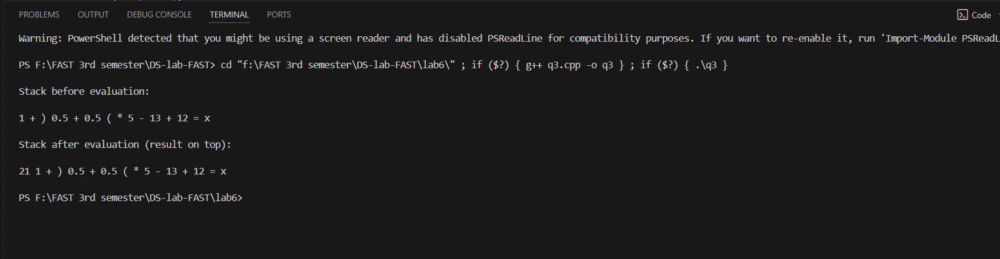 PROBLEMS OUTPUT DEBUG CONSOLE TERMINAL PORTS Code
Warning: PowerShell detected that you might be using a screen reader and has disabled PSReadLine for compatibility purposes. If you want to re-enable it, run 'Import-Module PSReadL
PS F:\FAST 3rd semester\DS-lab-FAST> cd "f:\FAST 3rd semester\DS-lab-FAST\lab6\" ; if ($?) { g++ q3.cpp -o q3 } ; if ($?) { .\q3 }
Stack before evaluation:
1 + ) 0.5 + 0.5 ( * 5 - 13 + 12 = x
Stack after evaluation (result on top):
21 1 + ) 0.5 + 0.5 ( * 5 - 13 + 12 = x
PS F:\FAST 3rd semester\DS-lab-FAST\lab6>